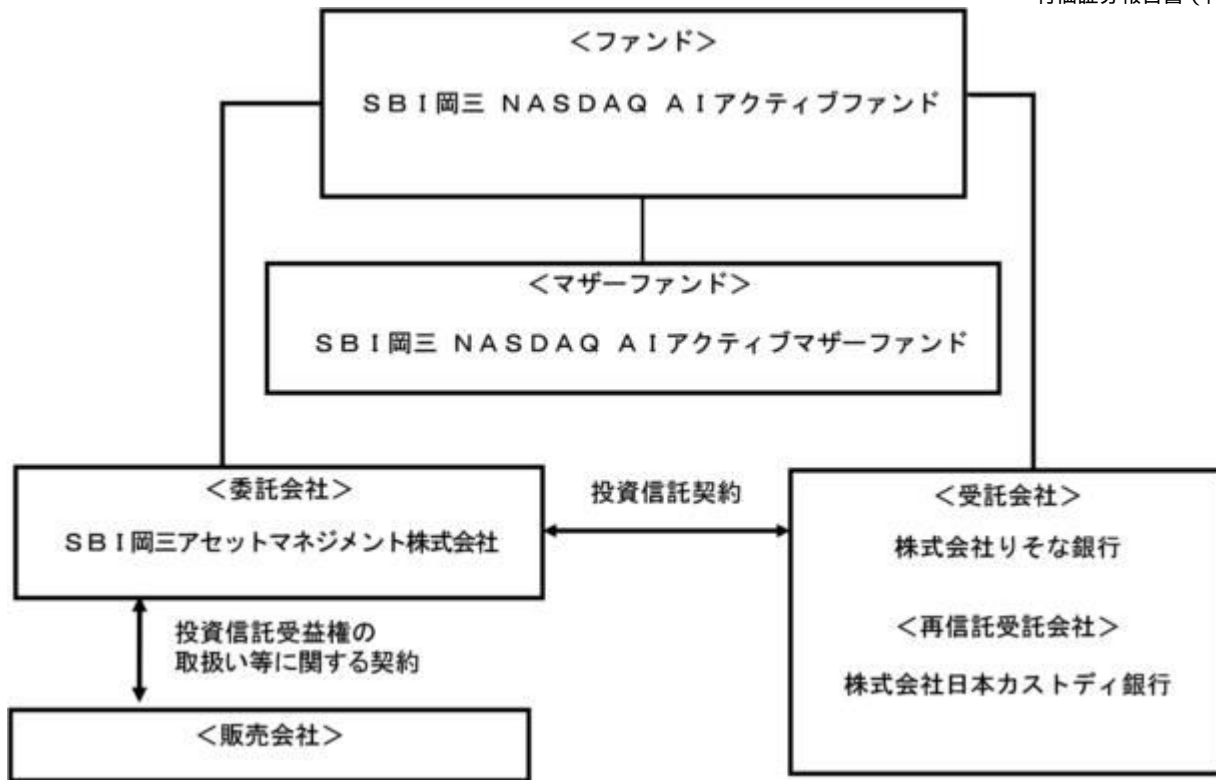 ＜ファンド＞
ＳＢＩ岡三 ＮＡＳＤＡＱ ＡＩアクティブファンド
＜マザーファンド＞
ＳＢＩ岡三 ＮＡＳＤＡＱ ＡＩアクティブマザーファンド
＜委託会社＞
ＳＢＩ岡三アセットマネジメント株式会社
投資信託契約
＜受託会社＞
株式会社りそな銀行
＜再信託受託会社＞
株式会社日本カストディ銀行
投資信託受益権の
取扱い等に関する契約
＜販売会社＞